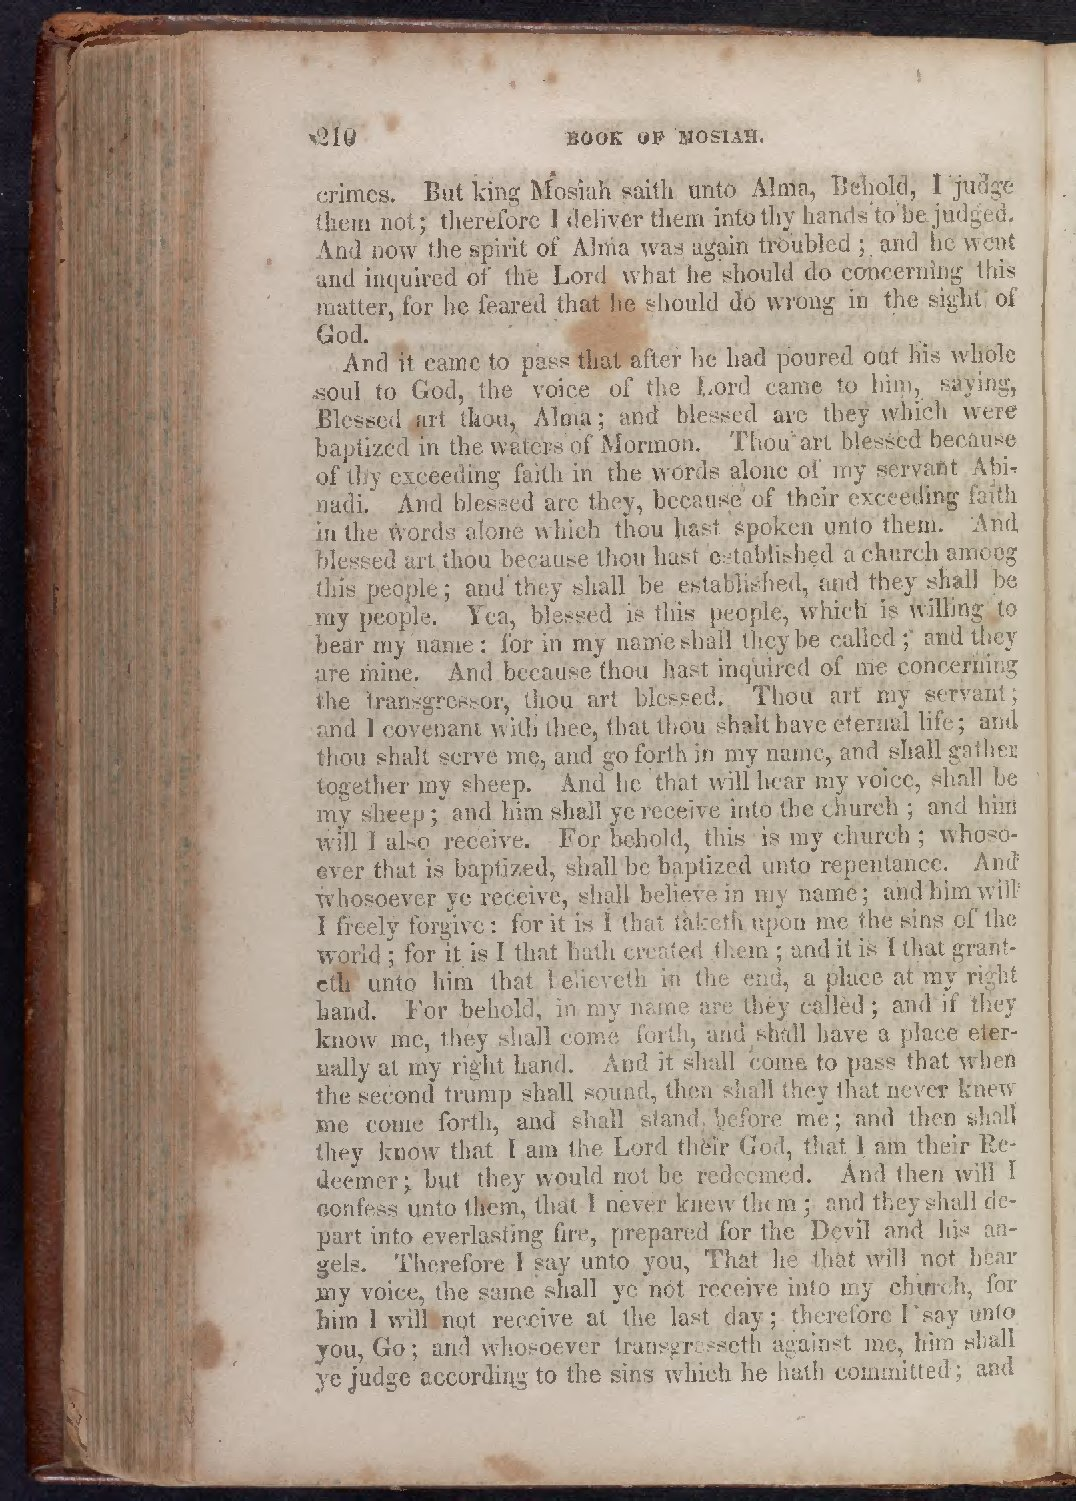 210 BOOK OF MOSIAH.
crimes. But king Mosiah saith unto Alma, Behold, I judge
them not; therefore I deliver them into thy hands to be judged.
And now the spirit of Alma was again troubled; and he went
and inquired of the Lord what he should do concerning this
matter, for he feared that he should do wrong in the sight of
God.
And it came to pass that after he had poured out his whole
soul to God, the voice of the Lord came to him, saying,
Blessed art thou, Alma; and blessed are they which were
baptized in the waters of Mormon. Thou art blessed because
of thy exceeding faith in the words alone of my servant Abi-
nadi. And blessed are they, because of their exceeding faith
in the words alone which thou hast spoken unto them. And
blessed art thou because thou hast established a church among
this people; and they shall be established, and they shall be
my people. Yea, blessed is this people, which is willing to
bear my name: for in my name shall they be called; and they
are mine. And because thou hast inquired of me concerning
the transgressor, thou art blessed. Thou art my servant;
and I covenant with thee, that thou shalt have eternal life; and
thou shalt serve me, and go forth in my name, and shall gather
together my sheep. And he that will hear my voice, shall be
my sheep; and him shall ye receive into the church; and him
will I also receive. For behold, this is my church; whoso-
ever that is baptized, shall be baptized unto repentance. And
whosoever ye receive, shall believe in my name; and him will
I freely forgive: for it is I that taketh upon me the sins of the
world; for it is I that hath created them; and it is I that grant-
eth unto him that believeth in the end, a place at my right
hand. For behold, in my name are they called; and if they
know me, they shall come forth, and shall have a place eter-
nally at my right hand. And it shall come to pass that when
the second trump shall sound, then shall they that never knew
me come forth, and shall stand before me; and then shall
they know that I am the Lord their God, that I am their Re-
deemer; but they would not be redeemed. And then will I
confess unto them, that I never knew them; and they shall de-
part into everlasting fire, prepared for the Devil and his an-
gels. Therefore I say unto you, That he that will not hear
my voice, the same shall ye not receive into my church, for
him I will not receive at the last day; therefore I say unto
you, Go; and whosoever transgresseth against me, him shall
ye judge according to the sins which he hath committed; and